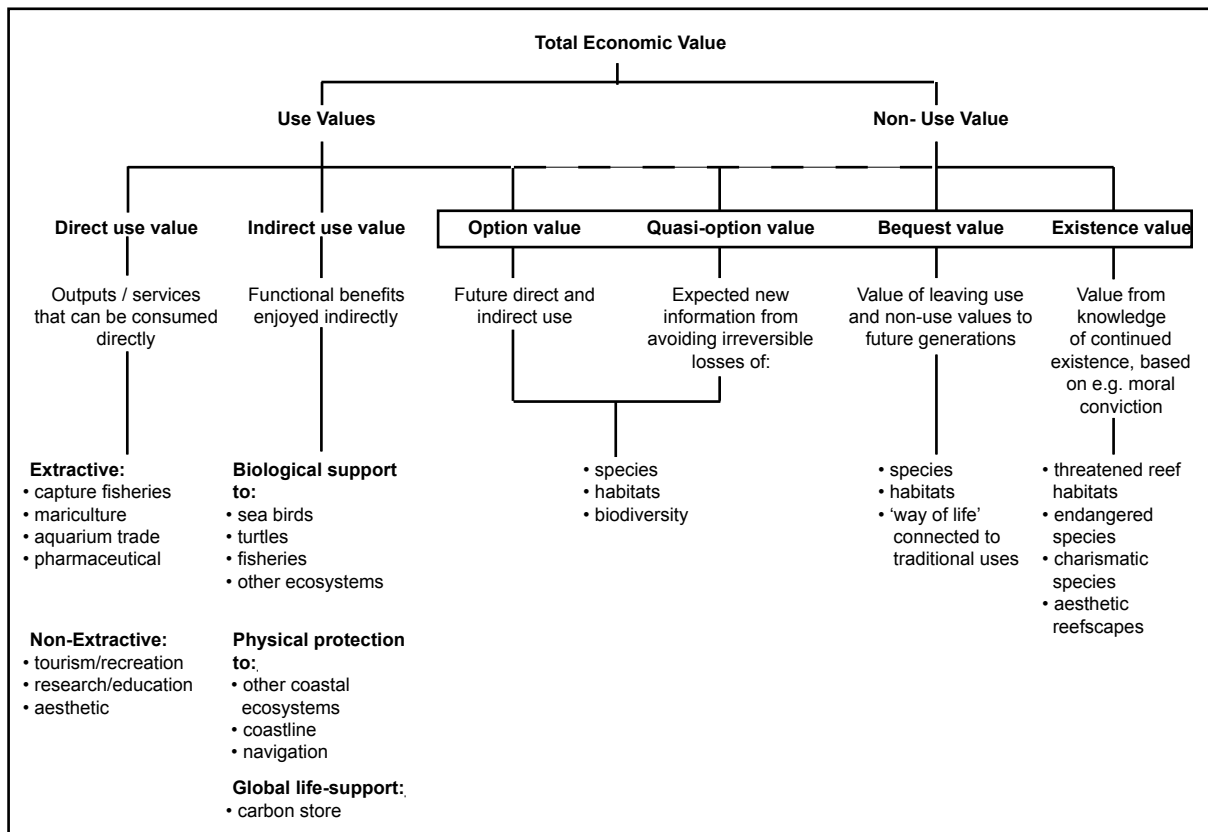 Total Economic Value
Use Values
Non- Use Value
Direct use value
Indirect use value
Option value
Quasi-option value
Bequest value
Existence value
Outputs / services
that can be consumed
directly
Functional benefits
enjoyed indirectly
Future direct and
indirect use
Expected new
information from
avoiding irreversible
losses of:
Value of leaving use
and non-use values to
future generations
Value from
knowledge
of continued
existence, based
on e.g. moral
conviction
Extractive:
• capture fisheries
• mariculture
• aquarium trade
• pharmaceutical
Biological support
to:
• sea birds
• turtles
• fisheries
• other ecosystems
• species
• habitats
• biodiversity
• species
• habitats
• ‘way of life’
connected to
traditional uses
• threatened reef
habitats
• endangered
species
• charismatic
species
• aesthetic
reefscapes
Non-Extractive:
• tourism/recreation
• research/education
• aesthetic
Physical protection
to:
• other coastal
ecosystems
• coastline
• navigation
Global life-support:
• carbon store